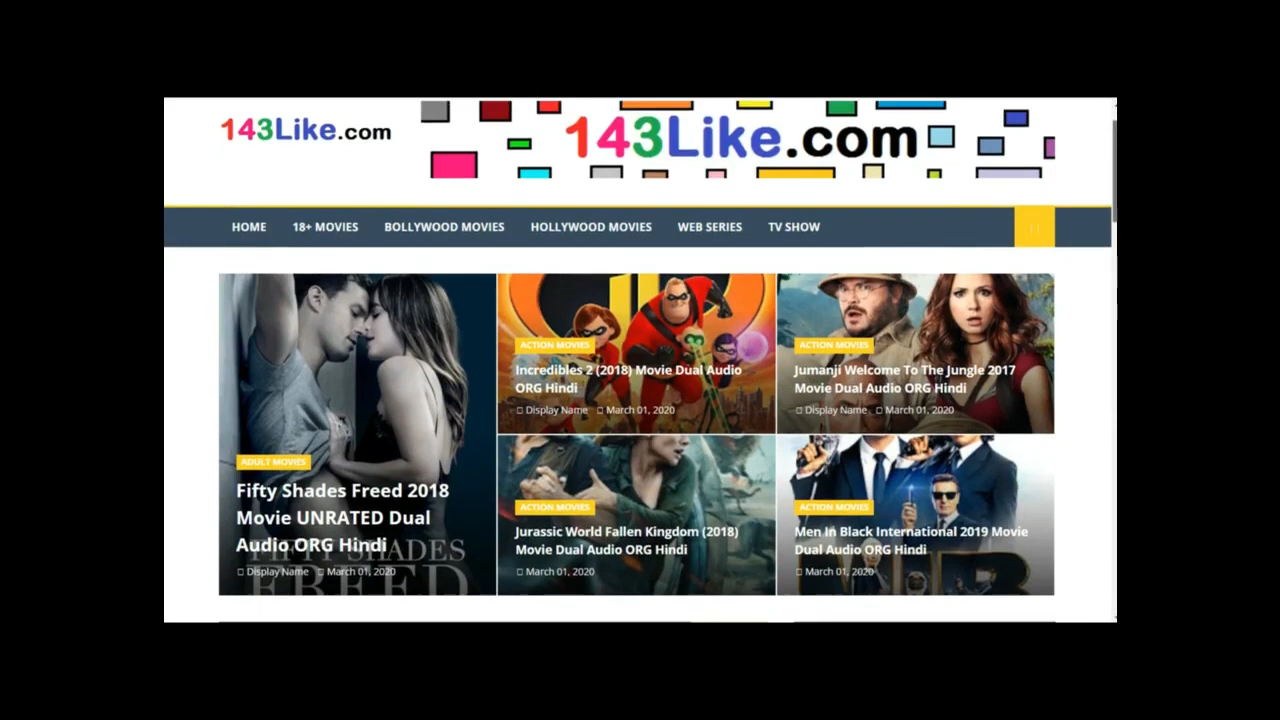 143Like.com
143Like.com
HOME 18+ MOVIES BOLLYWOOD MOVIES HOLLYWOOD MOVIES WEB SERIES TV SHOW
ADULT MOVIES
Fifty Shades Freed 2018
Movie UNRATED Dual
Audio ORG Hindi
Display Name March 01, 2020
FIFTY SHADES
FREED
ACTION MOVIES
Incredibles 2 (2018) Movie Dual Audio
ORG Hindi
Display Name March 01, 2020
ACTION MOVIES
Jumanji Welcome To The Jungle 2017
Movie Dual Audio ORG Hindi
Display Name March 01, 2020
ACTION MOVIES
Jurassic World Fallen Kingdom (2018)
Movie Dual Audio ORG Hindi
March 01, 2020
ACTION MOVIES
Men In Black International 2019 Movie
Dual Audio ORG Hindi
March 01, 2020